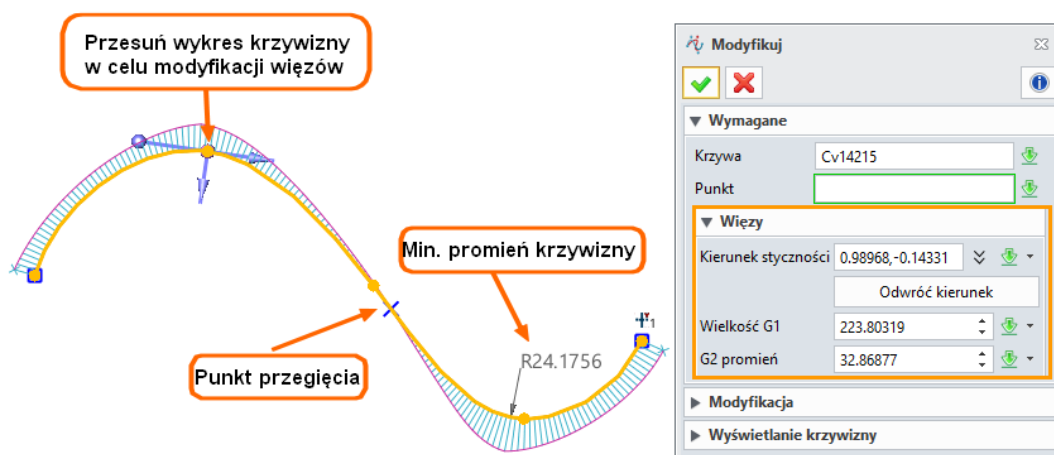 Przesuń wykres krzywizny
w celu modyfikacji więzów
Min. promień krzywizny
1
R24.1756
Punkt przegięcia
Modyfikuj
Wymagane
Krzywa Cv14215
Punkt
Więzy
Kierunek styczności 0.98968,-0.14331
Odwróć kierunek
Wielkość G1 223.80319
G2 promień 32.86877
Modyfikacja
Wyświetlanie krzywizny